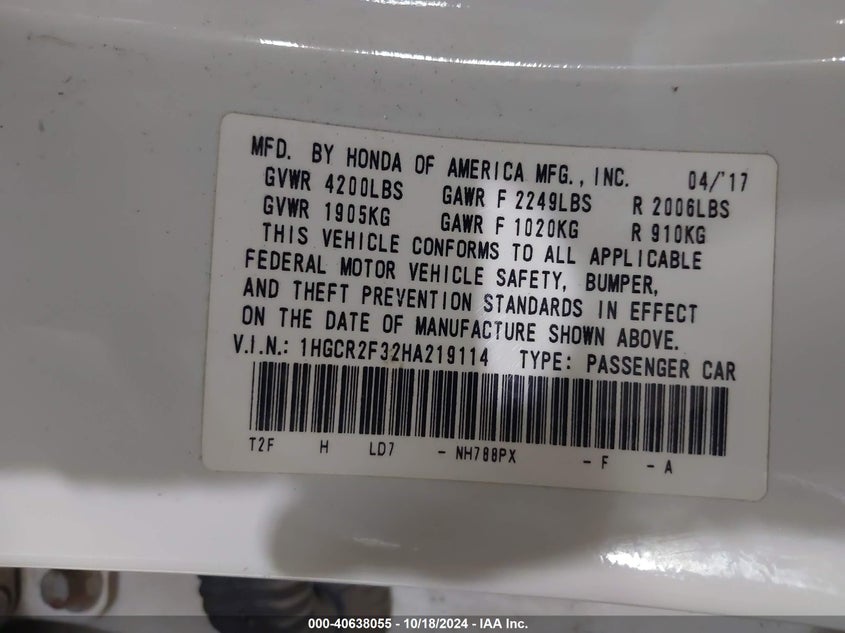 MFD. BY HONDA OF AMERICA MFG., INC. 04/'17
GVWR 4200LBS GAWR F 2249LBS R 2006LBS
GVWR 1905KG GAWR F 1020KG R 910KG
THIS VEHICLE CONFORMS TO ALL APPLICABLE
FEDERAL MOTOR VEHICLE SAFETY, BUMPER,
AND THEFT PREVENTION STANDARDS IN EFFECT
ON THE DATE OF MANUFACTURE SHOWN ABOVE.
V.I.N.: 1HGCR2F32HA219114 TYPE: PASSENGER CAR
T2F H LD7 - NH788PX - F - A
000-40638055 - 10/18/2024 - IAA Inc.